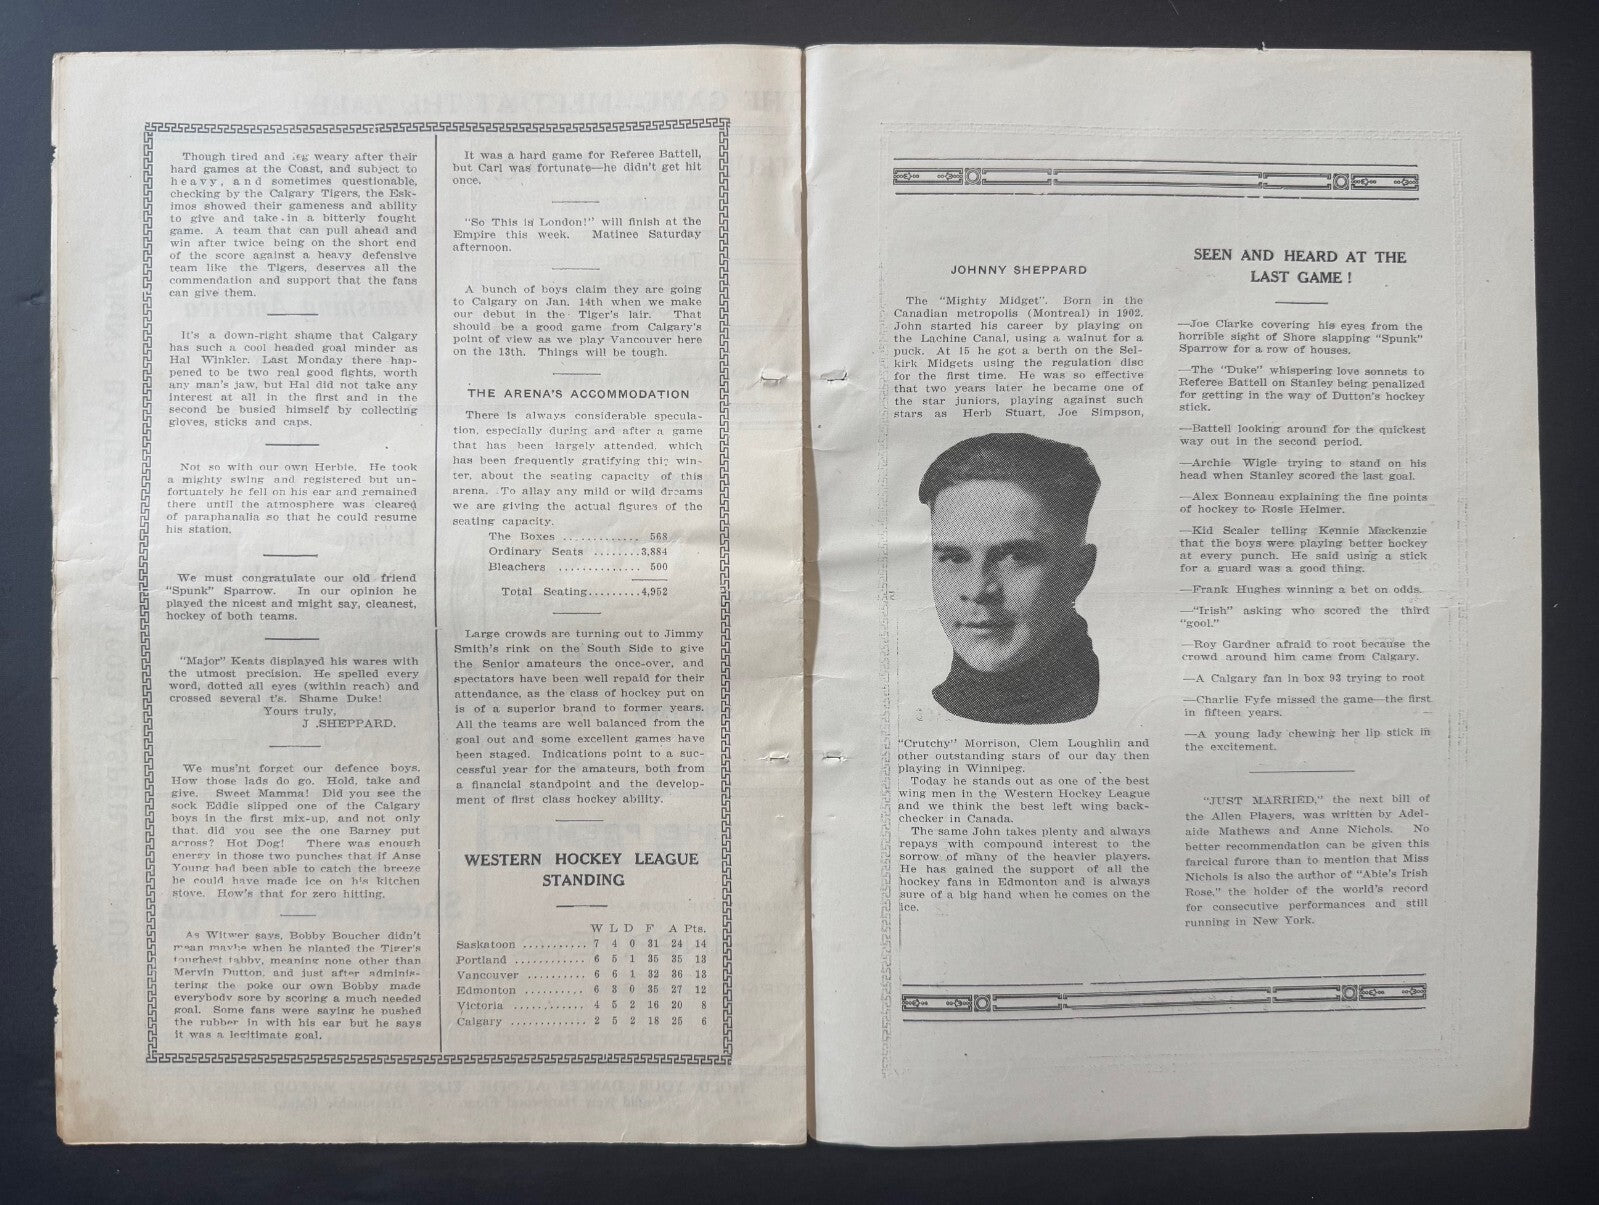 Though tired and leg weary after their
hard games at the Coast, and subject to
heavy, and sometimes questionable,
checking by the Calgary Tigers, the Esk-
imos showed their gameness and ability
to give and take in a bitterly fought
game. A team that can pull ahead and
win after twice being on the short end
of the score against a heavy defensive
team like the Tigers, deserves all the
commendation and support that the fans
can give them.
It's a down-right shame that Calgary
has such a cool headed goal minder as
Hal Winkler. Last Monday there hap-
pened to be two real good fights, worth
any man's jaw, but Hal did not take any
interest at all in the first and in the
second he busied himself by collecting
gloves, sticks and caps.
Not so with our own Herbie. He took
a mighty swing and registered but un-
fortunately he fell on his ear and remained
there until the atmosphere was cleared
of paraphanalia so that he could resume
his station.
We must congratulate our old friend
"Spunk" Sparrow. In our opinion he
played the nicest and might say, cleanest,
hockey of both teams.
"Major" Keats displayed his wares with
the utmost precision. He spelled every
word, dotted all eyes (within reach) and
crossed several t's. Shame Duke!
Yours truly,
J .SHEPPARD.
We mus'nt forget our defence boys.
How those lads do go. Hold, take and
give. Sweet Mamma! Did you see the
sock Eddie slipped one of the Calgary
boys in the first mix-up, and not only
that, did you see the one Barney put
across? Hot Dog! There was enough
energy in those two punches that if Anse
Young had been able to catch the breeze
he could have made ice on his kitchen
stove. How's that for zero hitting.
As Witwer says, Bobby Boucher didn't
mean maybe when he planted the Tiger's
toughest tabby, meaning none other than
Mervin Dutton, and just after adminis-
tering the poke our own Bobby made
everybody sore by scoring a much needed
goal. Some fans were saying he pushed
the rubber in with his ear but he says
it was a legitimate goal.
It was a hard game for Referee Battell,
but Carl was fortunate—he didn't get hit
once.
"So This is London!" will finish at the
Empire this week. Matinee Saturday
afternoon.
A bunch of boys claim they are going
to Calgary on Jan. 14th when we make
our debut in the Tiger's lair. That
should be a good game from Calgary's
point of view as we play Vancouver here
on the 13th. Things will be tough.
THE ARENA'S ACCOMMODATION
There is always considerable specula-
tion, especially during and after a game
that has been largely attended, which
has been frequently gratifying this win-
ter, about the seating capacity of this
arena. To allay any mild or wild dreams
we are giving the actual figures of the
seating capacity.
The Boxes ............. 568
Ordinary Seats ........3,884
Bleachers .............. 500
Total Seating.........4,952
Large crowds are turning out to Jimmy
Smith's rink on the South Side to give
the Senior amateurs the once-over, and
spectators have been well repaid for their
attendance, as the class of hockey put on
is of a superior brand to former years.
All the teams are well balanced from the
goal out and some excellent games have
been staged. Indications point to a suc-
cessful year for the amateurs, both from
a financial standpoint and the develop-
ment of first class hockey ability.
WESTERN HOCKEY LEAGUE
STANDING
W L D F A Pts.
Saskatoon ........... 7 4 0 31 24 14
Portland ............ 6 5 1 35 35 13
Vancouver .......... 6 6 1 32 36 13
Edmonton .......... 6 3 0 35 27 12
Victoria ............ 4 5 2 16 20 8
Calgary ............. 2 5 2 18 25 6
JOHNNY SHEPPARD
The "Mighty Midget". Born in the
Canadian metropolis (Montreal) in 1902.
John started his career by playing on
the Lachine Canal, using a walnut for a
puck. At 15 he got a berth on the Sel-
kirk Midgets using the regulation disc
for the first time. He was so effective
that two years later he became one of
the star juniors, playing against such
stars as Herb Stuart, Joe Simpson,
"Crutchy" Morrison, Clem Loughlin and
other outstanding stars of our day then
playing in Winnipeg.
Today he stands out as one of the best
wing men in the Western Hockey League
and we think the best left wing back-
checker in Canada.
The same John takes plenty and always
repays with compound interest to the
sorrow of many of the heavier players.
He has gained the support of all the
hockey fans in Edmonton and is always
sure of a big hand when he comes on the
ice.
SEEN AND HEARD AT THE
LAST GAME!
—Joe Clarke covering his eyes from the
horrible sight of Shore slapping "Spunk"
Sparrow for a row of houses.
—The "Duke" whispering love sonnets to
Referee Battell on Stanley being penalized
for getting in the way of Dutton's hockey
stick.
—Battell looking around for the quickest
way out in the second period.
—Archie Wigle trying to stand on his
head when Stanley scored the last goal.
—Alex Bonneau explaining the fine points
of hockey to Rosie Helmer.
—Kid Scaler telling Kennie Mackenzie
that the boys were playing better hockey
at every punch. He said using a stick
for a guard was a good thing.
—Frank Hughes winning a bet on odds.
—"Irish" asking who scored the third
"gool."
—Roy Gardner afraid to root because the
crowd around him came from Calgary.
—A Calgary fan in box 93 trying to root
—Charlie Fyfe missed the game—the first
in fifteen years.
—A young lady chewing her lip stick in
the excitement.
"JUST MARRIED," the next bill of
the Allen Players, was written by Adel-
aide Mathews and Anne Nichols. No
better recommendation can be given this
farcical furore than to mention that Miss
Nichols is also the author of "Abie's Irish
Rose," the holder of the world's record
for consecutive performances and still
running in New York.